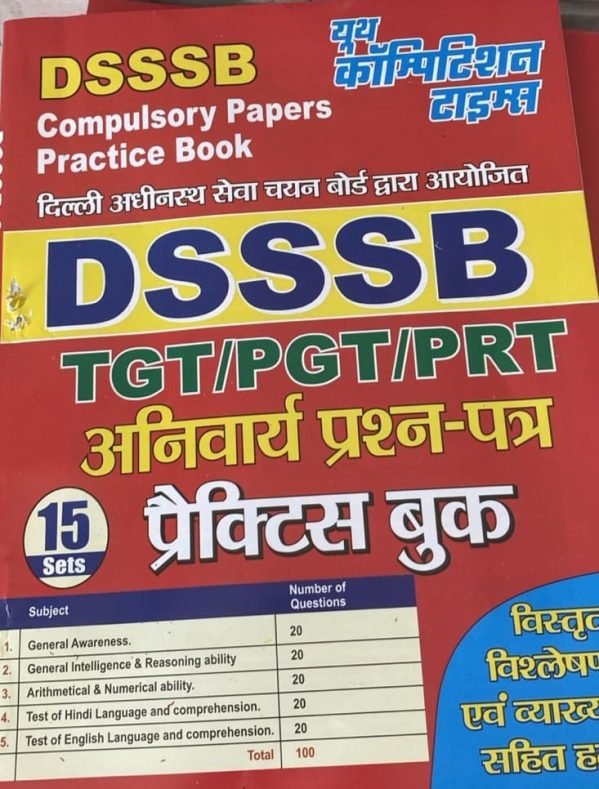 DSSSB
Compulsory Papers
Practice Book
यूथ
कॉम्पिटिशन
टाइम्स
दिल्ली अधीनस्थ सेवा चयन बोर्ड द्वारा आयोजित
DSSSB
TGT/PGT/PRT
अनिवार्य प्रश्न-पत्र
15
Sets
प्रैक्टिस बुक
Subject Number of Questions
1. General Awareness. 20
2. General Intelligence & Reasoning ability 20
3. Arithmetical & Numerical ability. 20
4. Test of Hindi Language and comprehension. 20
5. Test of English Language and comprehension. 20
Total 100
विस्तृत
एवं
सहित